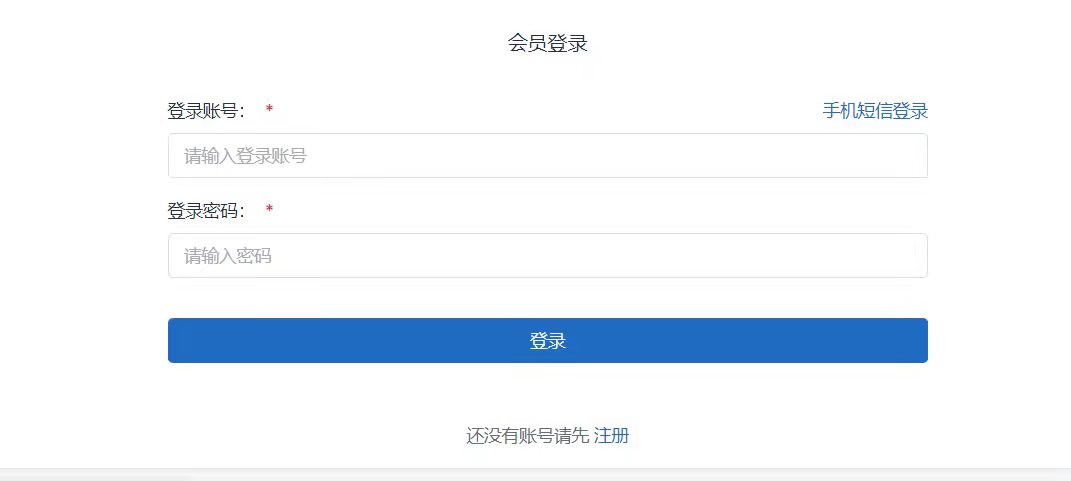 会员登录
登录账号： * 手机短信登录
请输入登录账号
登录密码： *
请输入密码
登录
还没有账号请先 注册